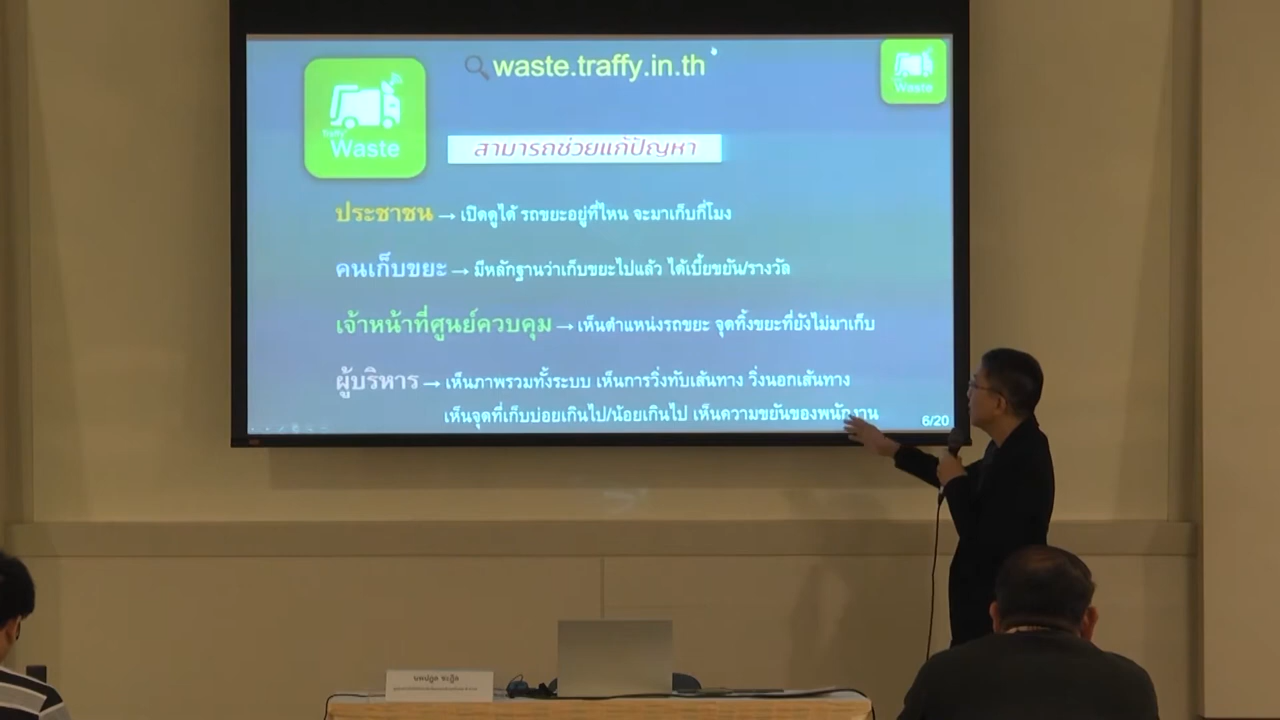 waste.traffy.in.th
Waste
Traffy
Waste
สามารถช่วยแก้ปัญหา
ประชาชน → เปิดดูได้ รถขยะอยู่ที่ไหน จะมาเก็บกี่โมง
คนเก็บขยะ → มีหลักฐานว่าเก็บขยะไปแล้ว ได้เบี้ยขยัน/รางวัล
เจ้าหน้าที่ศูนย์ควบคุม → เห็นตำแหน่งรถขยะ จุดทิ้งขยะที่ยังไม่มาเก็บ
ผู้บริหาร → เห็นภาพรวมทั้งระบบ เห็นการวิ่งทับเส้นทาง วิ่งนอกเส้นทาง
เห็นจุดที่เก็บบ่อยเกินไป/น้อยเกินไป เห็นความขยันของพนักงาน
6/20